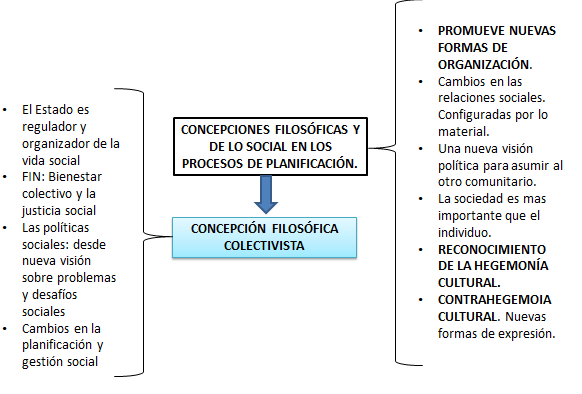 • El Estado es
regulador y
organizador de la
vida social
• FIN: Bienestar
colectivo y la
justicia social
• Las políticas
sociales: desde
nueva visión
sobre problemas
y desafíos
sociales
• Cambios en la
planificación y
gestión social
CONCEPCIONES FILOSÓFICAS Y
DE LO SOCIAL EN LOS
PROCESOS DE PLANIFICACIÓN.
CONCEPCIÓN FILOSÓFICA
COLECTIVISTA
• PROMUEVE NUEVAS
FORMAS DE
ORGANIZACIÓN.
• Cambios en las
relaciones sociales.
Configuradas por lo
material.
• Una nueva visión
política para asumir al
otro comunitario.
• La sociedad es mas
importante que el
individuo.
• RECONOCIMIENTO
DE LA HEGEMONÍA
CULTURAL.
• CONTRAHEGEMOIA
CULTURAL. Nuevas
formas de expresión.